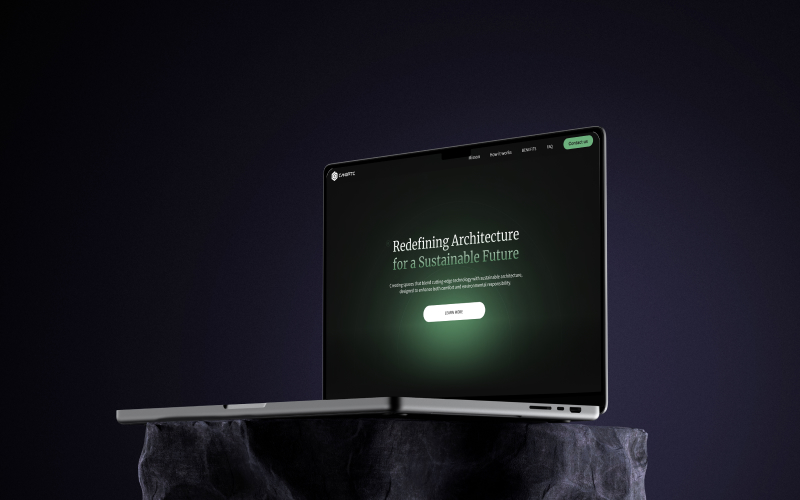 Mission
How it works
BENEFITS
FAQ
Contact us
Redefining Architecture
for a Sustainable Future
Creating spaces that blend cutting-edge technology with sustainable architecture,
designed to enhance both comfort and environmental responsibility.
LEARN MORE